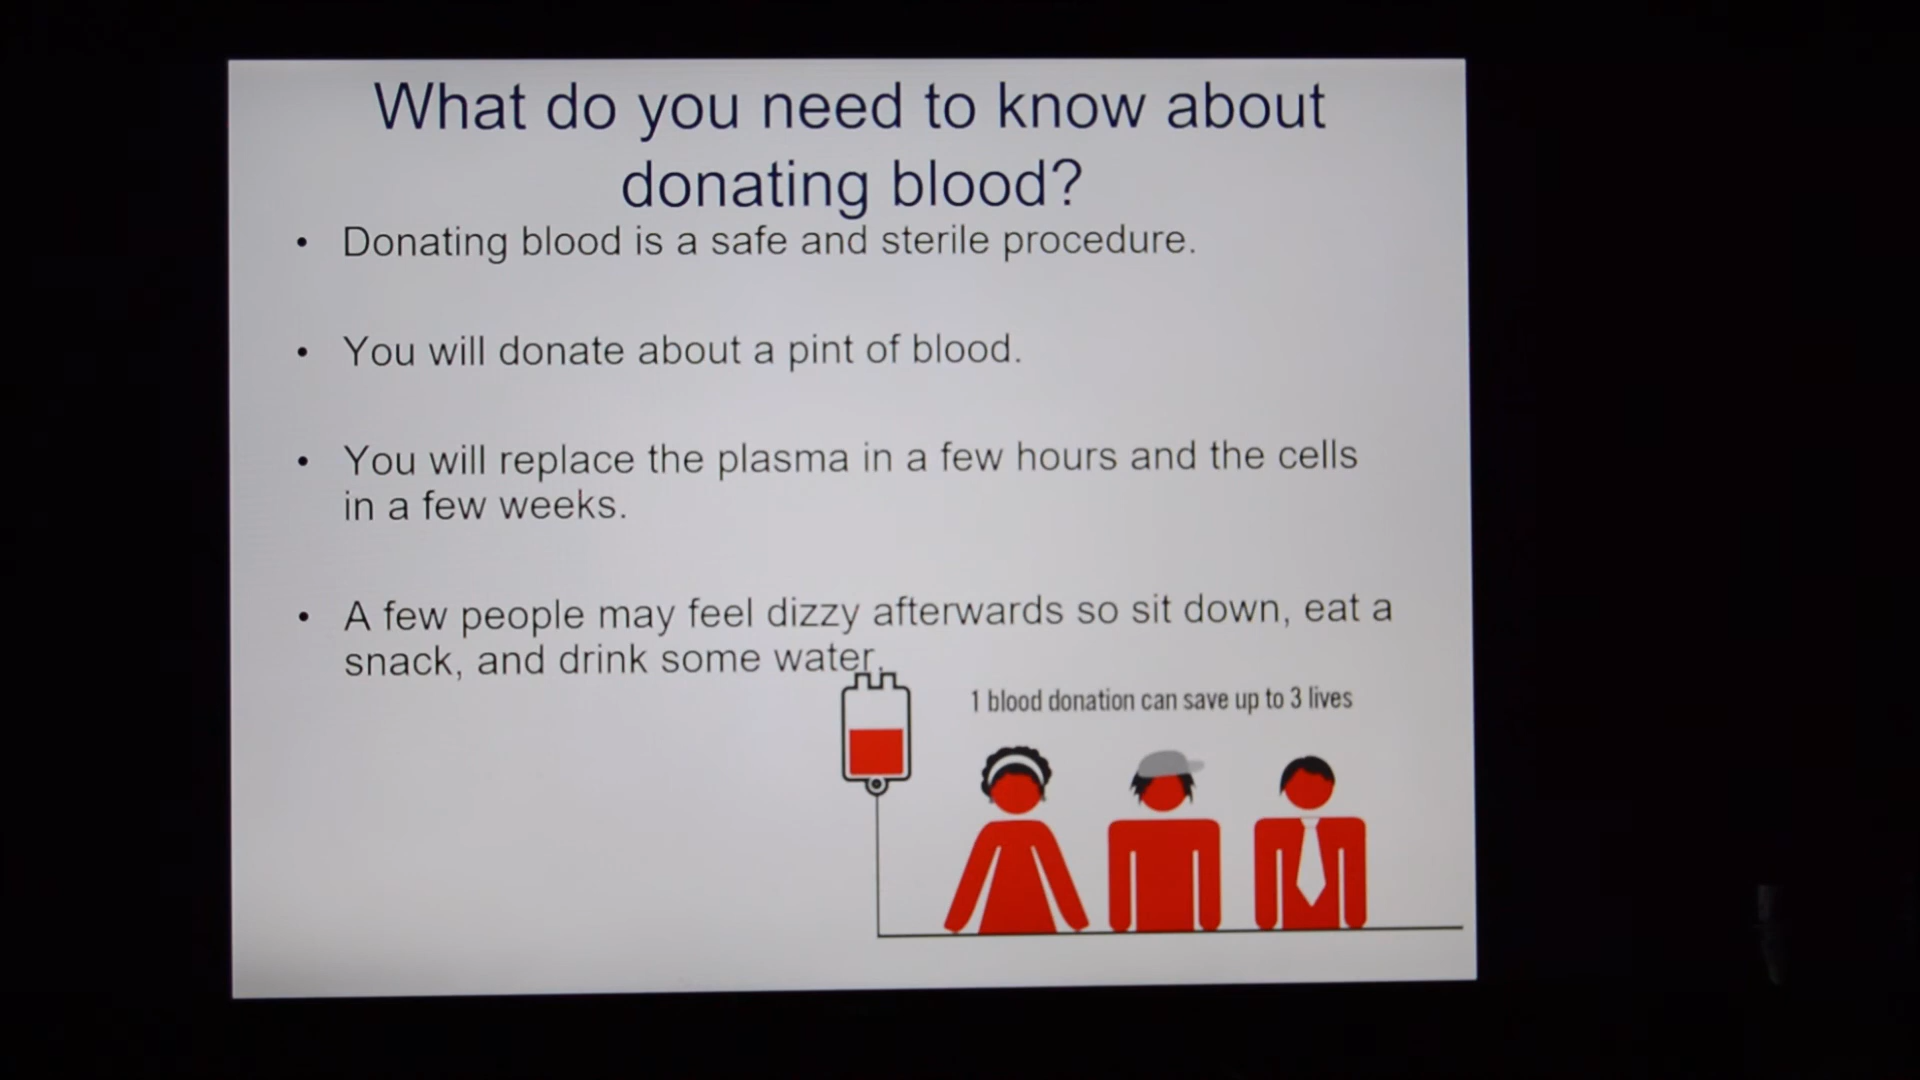 What do you need to know about
donating blood?
• Donating blood is a safe and sterile procedure.
• You will donate about a pint of blood.
• You will replace the plasma in a few hours and the cells
in a few weeks.
• A few people may feel dizzy afterwards so sit down, eat a
snack, and drink some water.
1 blood donation can save up to 3 lives